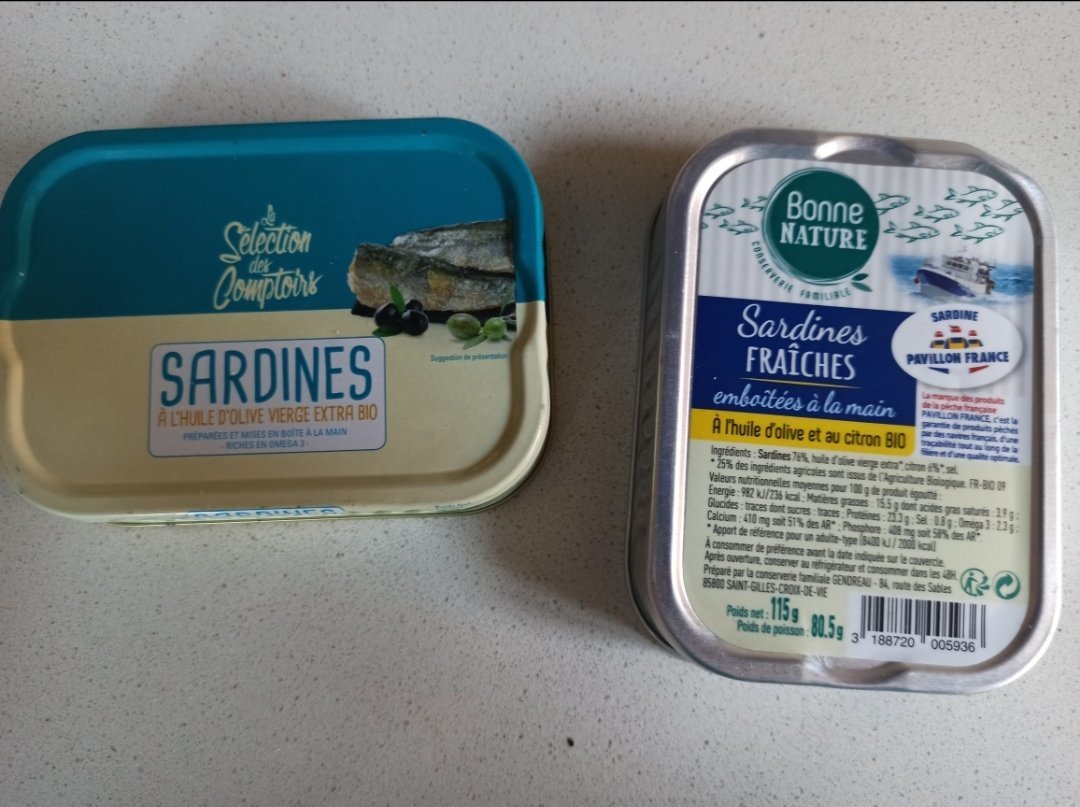 La
Sélection
des
Comptoirs
Suggestion de présentation
SARDINES
À L'HUILE D'OLIVE VIERGE EXTRA BIO
PRÉPARÉES ET MISES EN BOÎTE À LA MAIN
- RICHES EN OMEGA 3 -
SARDINES
Bonne
NATURE
CONSERVERIE FAMILIALE
SARDINE
PAVILLON FRANCE
Sardines
FRAÎCHES
emboîtées à la main
À l'huile d'olive et au citron BIO
La marque des produits
de la pêche française
PAVILLON FRANCE, c'est la
garantie de produits pêchés
par des navires français, d'une
traçabilité tout au long de la
filière et d'une qualité optimale.
Ingrédients : Sardines 76%, huile d'olive vierge extra*, citron 6%*, sel.
* 25% des ingrédients agricoles sont issus de l'Agriculture Biologique. FR-BIO 09
Valeurs nutritionnelles moyennes pour 100 g de produit égoutté :
Energie : 982 kJ/236 kcal ; Matières grasses : 15.5 g dont acides gras saturés : 3.9 g ;
Glucides : traces dont sucres : traces ; Protéines : 23.3 g ; Sel : 0.8 g ; Oméga 3 : 2.3 g ;
Calcium : 410 mg soit 51% des AR* ; Phosphore : 408 mg soit 58% des AR*.
* Apport de référence pour un adulte-type (8400 kJ / 2000 kcal)
À consommer de préférence avant la date indiquée sur le couvercle.
Après ouverture, conserver au réfrigérateur et consommer dans les 48H.
Préparé par la conserverie familiale GENDREAU - 84, route des Sables
85800 SAINT-GILLES-CROIX-DE-VIE
Poids net : 115 g
Poids de poisson : 80.5 g
3 188720 005936